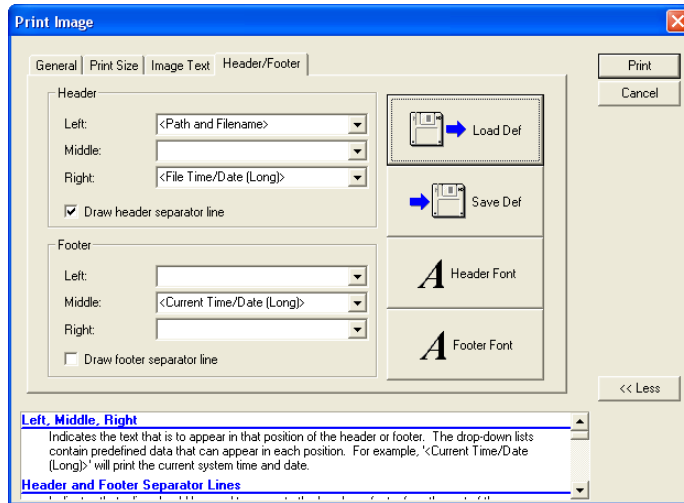 Print Image
General
Print Size
Image Text
Header/Footer
Header
Left:
<Path and Filename>
Middle:
Right:
<File Time/Date (Long)>
Draw header separator line
Footer
Left:
Middle:
<Current Time/Date (Long)>
Right:
Draw footer separator line
Load Def
Save Def
A Header Font
A Footer Font
Print
Cancel
<< Less
Left, Middle, Right
Indicates the text that is to appear in that position of the header or footer. The drop-down lists
contain predefined data that can appear in each position. For example, '<Current Time/Date
(Long)>' will print the current system time and date.
Header and Footer Separator Lines